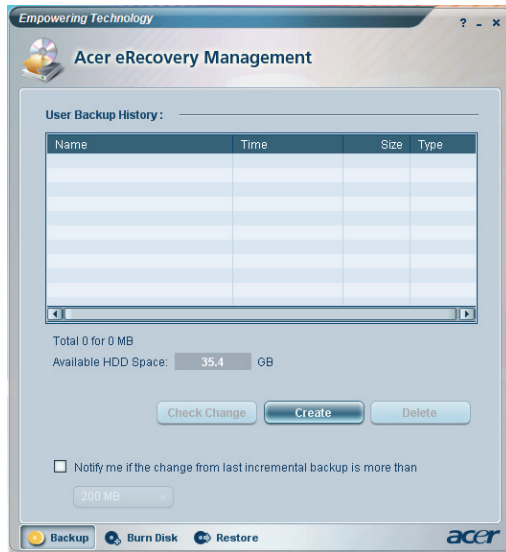 Empowering Technology
? - x
Acer eRecovery Management
User Backup History :
Name Time Size Type
Total 0 for 0 MB
Available HDD Space: 35.4 GB
Check Change Create Delete
Notify me if the change from last incremental backup is more than
200 MB
Backup Burn Disk Restore acer